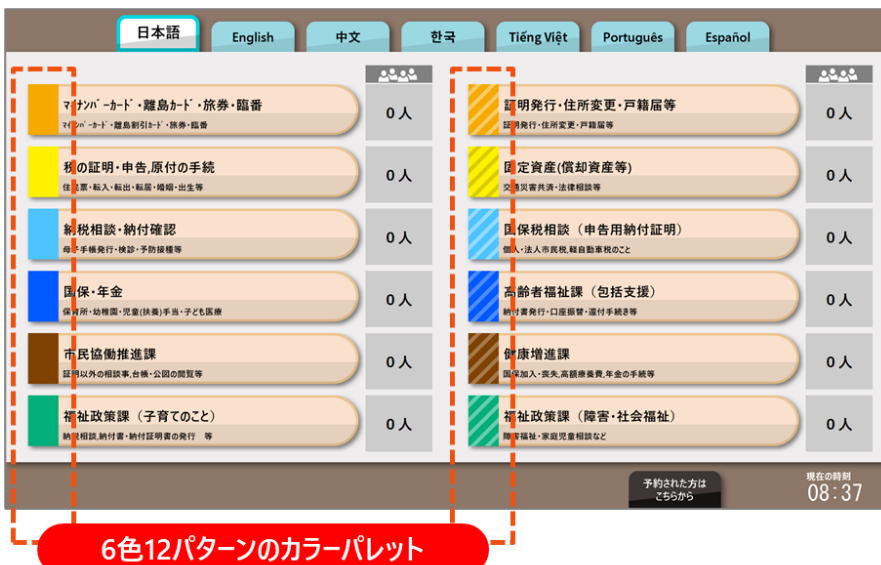 日本語
English
中文
한국
Tiếng Việt
Português
Español
マイナンバーカード・離島カード・旅券・臨番
マイナンバーカード・離島割引カード・旅券・臨番
0人
税の証明・申告,原付の手続
住民票・転入・転出・転居・婚姻・出生等
0人
納税相談・納付確認
母子手帳発行・検診・予防接種等
0人
国保・年金
保育所・幼稚園・児童(扶養)手当・子ども医療
0人
市民協働推進課
証明以外の相談事,台帳・公図の閲覧等
0人
福祉政策課（子育てのこと）
納税相談,納付書・納付証明書の発行 等
0人
証明発行・住所変更・戸籍届等
証明発行・住所変更・戸籍届等
0人
固定資産(償却資産等)
交通災害共済・法律相談等
0人
国保税相談（申告用納付証明）
個人・法人市民税,軽自動車税のこと
0人
高齢者福祉課（包括支援）
納付書発行・口座振替・還付手続き等
0人
健康増進課
国保加入・喪失,高額療養費,年金の手続等
0人
福祉政策課（障害・社会福祉）
障害福祉・家庭児童相談など
0人
予約された方は
こちらから
現在の時刻
08:37
6色12パターンのカラーパレット